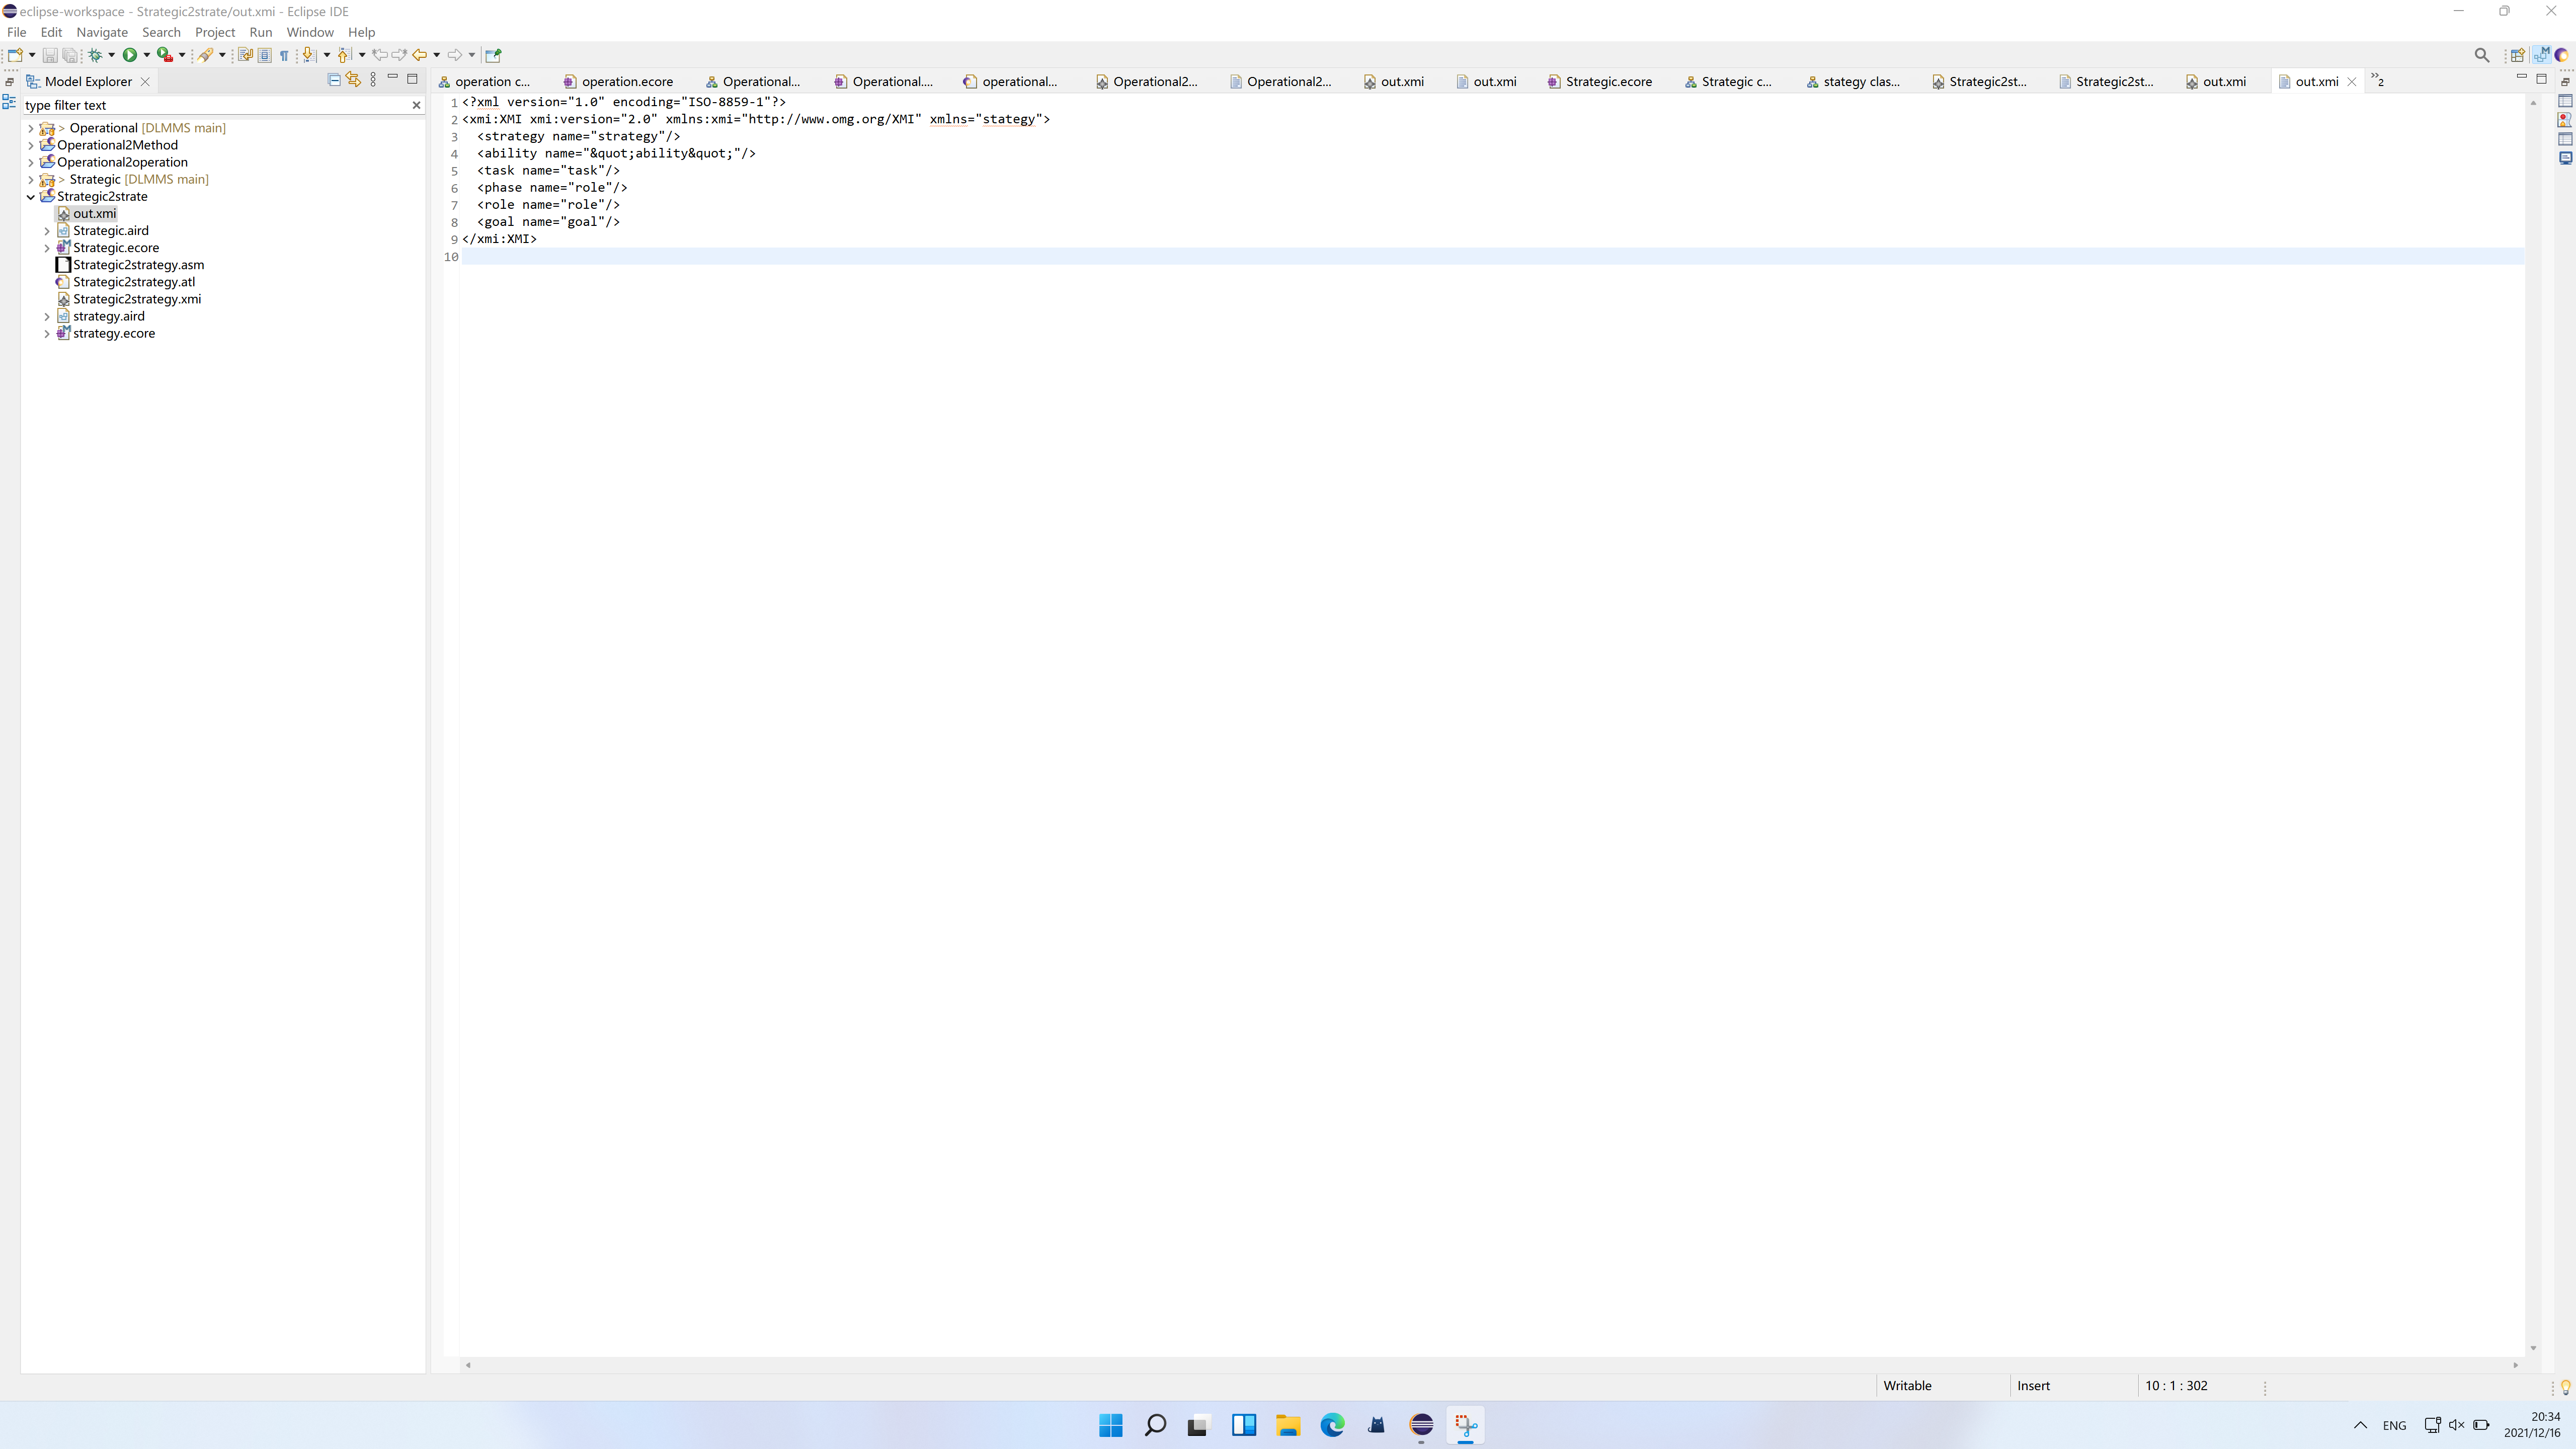 eclipse-workspace - Strategic2strate/out.xmi - Eclipse IDE
File Edit Navigate Search Project Run Window Help
Model Explorer
operation c... operation.ecore Operational... Operational.... operational... Operational2... Operational2... out.xmi out.xmi Strategic.ecore Strategic c... stategy clas... Strategic2st... Strategic2st... out.xmi out.xmi »2
type filter text
> Operational [DLMMS main]
Operational2Method
Operational2operation
> Strategic [DLMMS main]
Strategic2strate
out.xmi
Strategic.aird
Strategic.ecore
Strategic2strategy.asm
Strategic2strategy.atl
Strategic2strategy.xmi
strategy.aird
strategy.ecore
1 <?xml version="1.0" encoding="ISO-8859-1"?>
2 <xmi:XMI xmi:version="2.0" xmlns:xmi="http://www.omg.org/XMI" xmlns="stategy">
3 <strategy name="strategy"/>
4 <ability name="&quot;ability&quot;"/>
5 <task name="task"/>
6 <phase name="role"/>
7 <role name="role"/>
8 <goal name="goal"/>
9 </xmi:XMI>
10
Writable Insert 10 : 1 : 302
ENG
20:34
2021/12/16